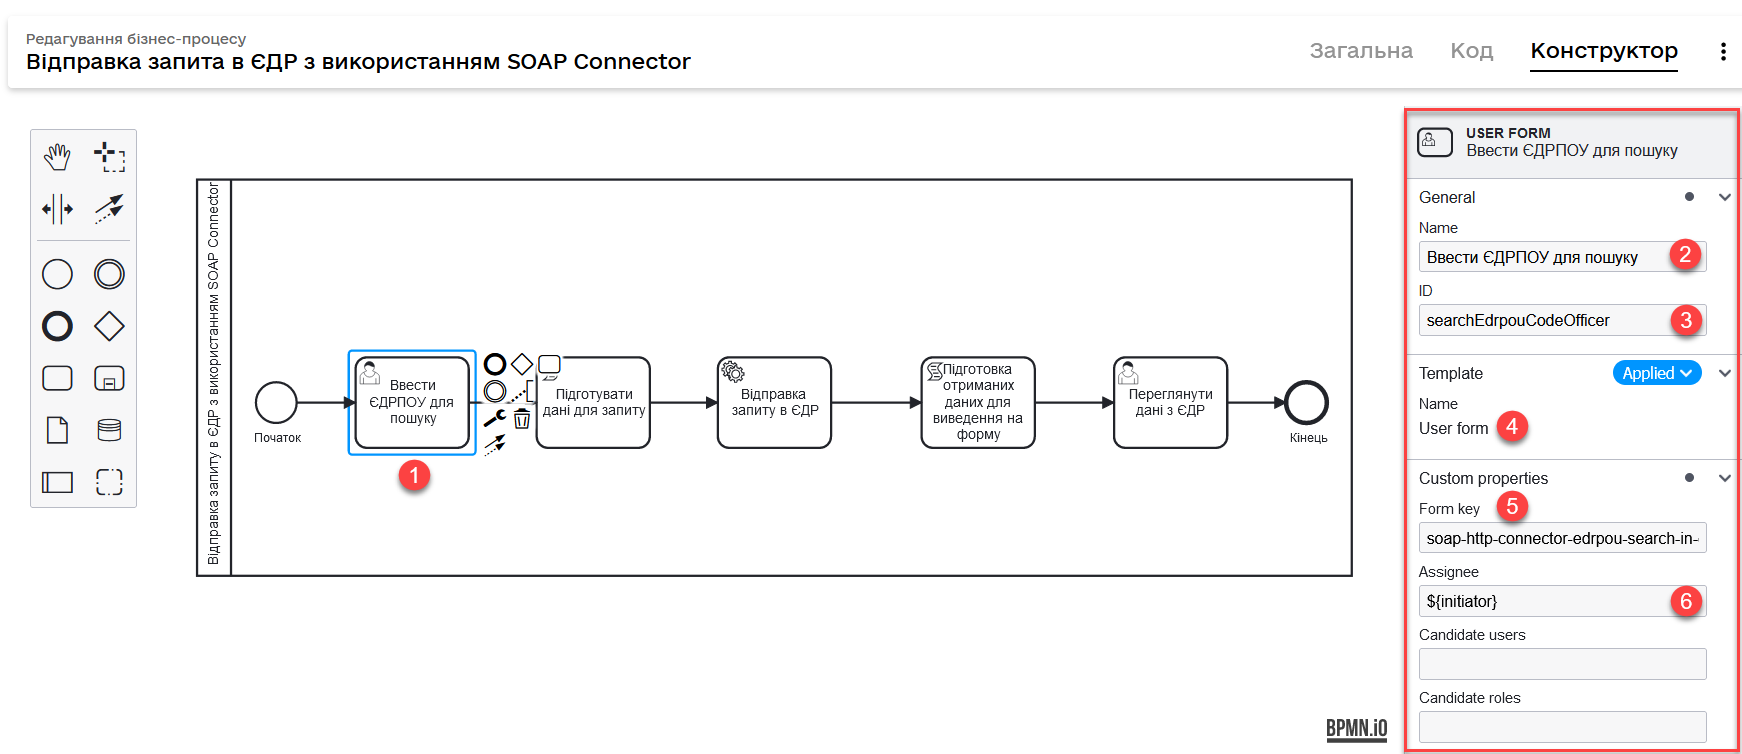 Редагування бізнес-процесу
Відправка запита в ЄДР з використанням SOAP Connector
Загальна
Код
Конструктор
Відправка запиту в ЄДР з використанням SOAP Connector
Початок
Ввести
ЄДРПОУ для
пошуку
1
Підготувати
дані для запиту
Відправка
запиту в ЄДР
Підготовка
отриманих
даних для
виведення на
форму
Переглянути
дані з ЄДР
Кінець
BPMN.iO
USER FORM
Ввести ЄДРПОУ для пошуку
General
Name
Ввести ЄДРПОУ для пошуку
2
ID
searchEdrpouCodeOfficer
3
Template
Applied
Name
User form
4
Custom properties
Form key
5
soap-http-connector-edrpou-search-in-
Assignee
${initiator}
6
Candidate users
Candidate roles